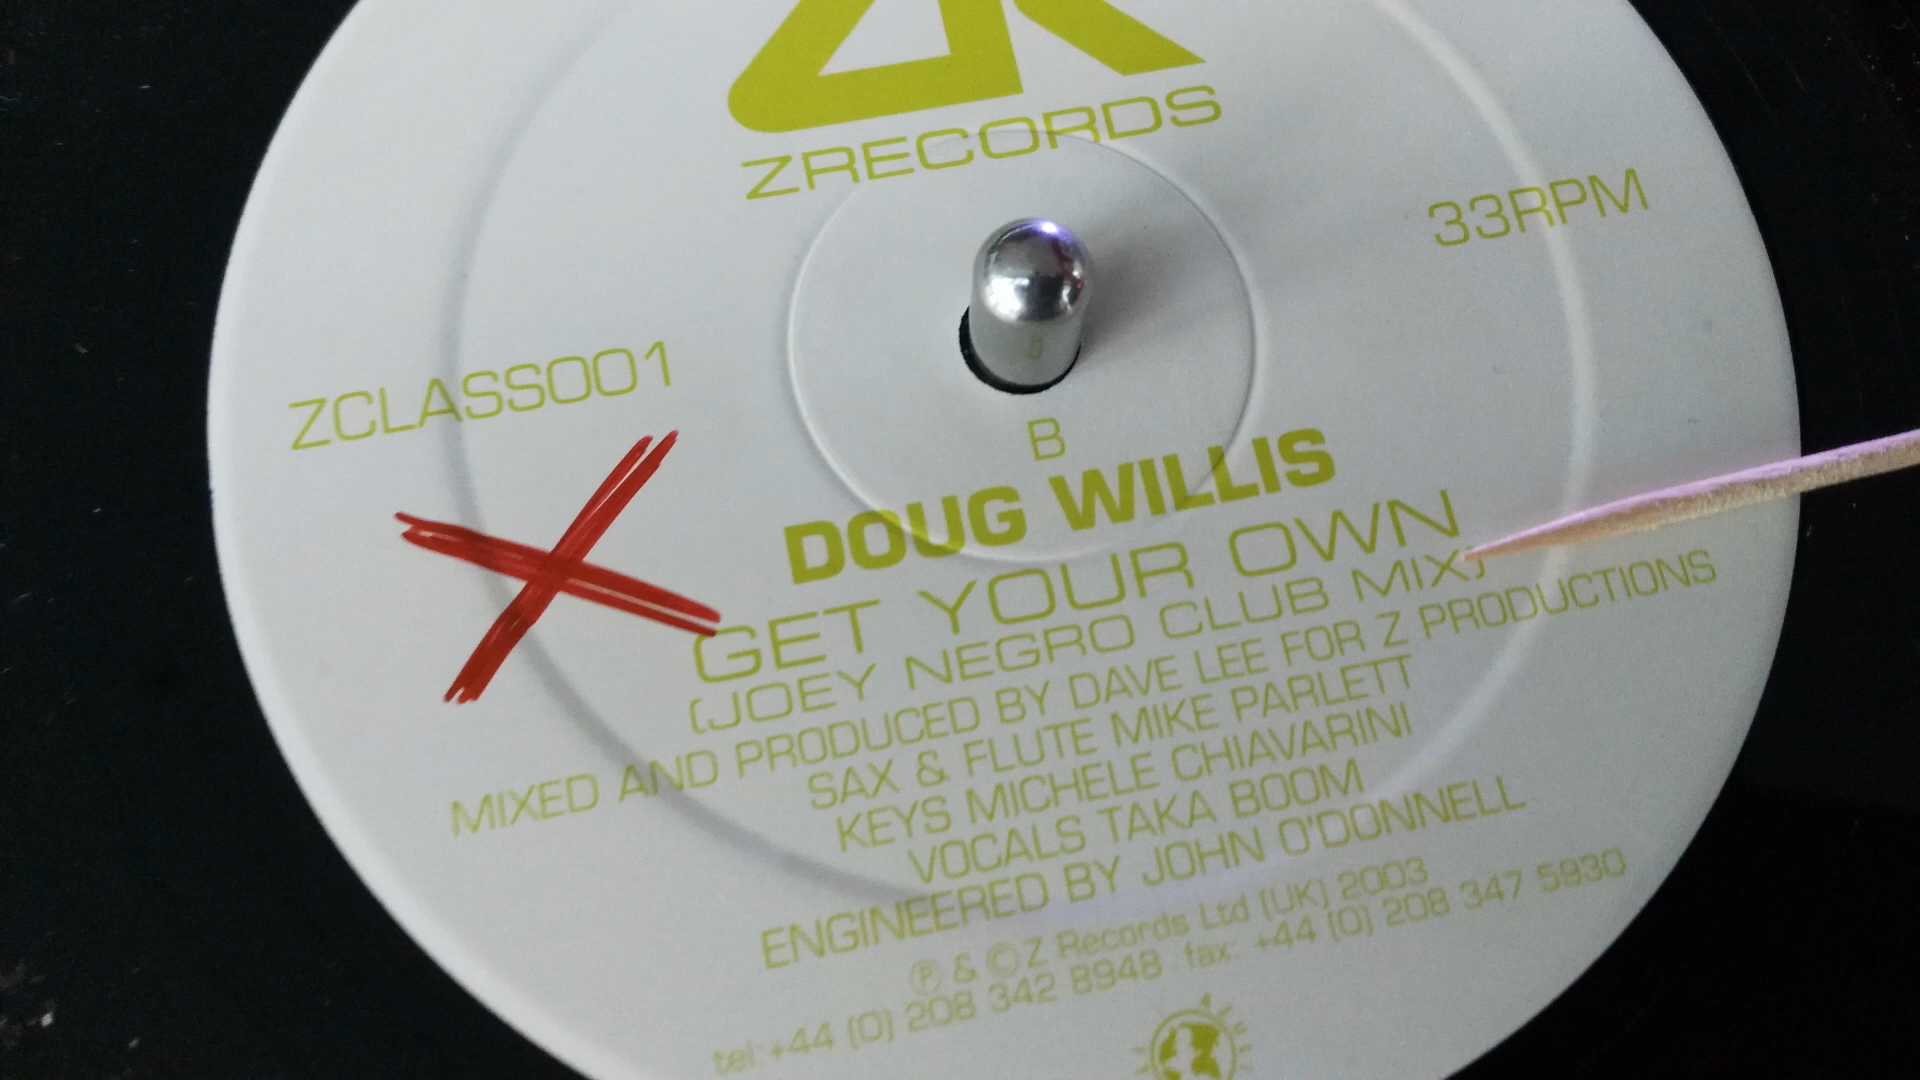 ZRECORDS
33RPM
ZCLASS001
B
DOUG WILLIS
GET YOUR OWN
(JOEY NEGRO CLUB MIX)
MIXED AND PRODUCED BY DAVE LEE FOR Z PRODUCTIONS
SAX & FLUTE MIKE PARLETT
KEYS MICHELE CHIAVARINI
VOCALS TAKA BOOM
ENGINEERED BY JOHN O'DONNELL
℗ & © Z Records Ltd (UK) 2003
tel: +44 (0) 208 342 8948 fax: +44 (0) 208 347 5930